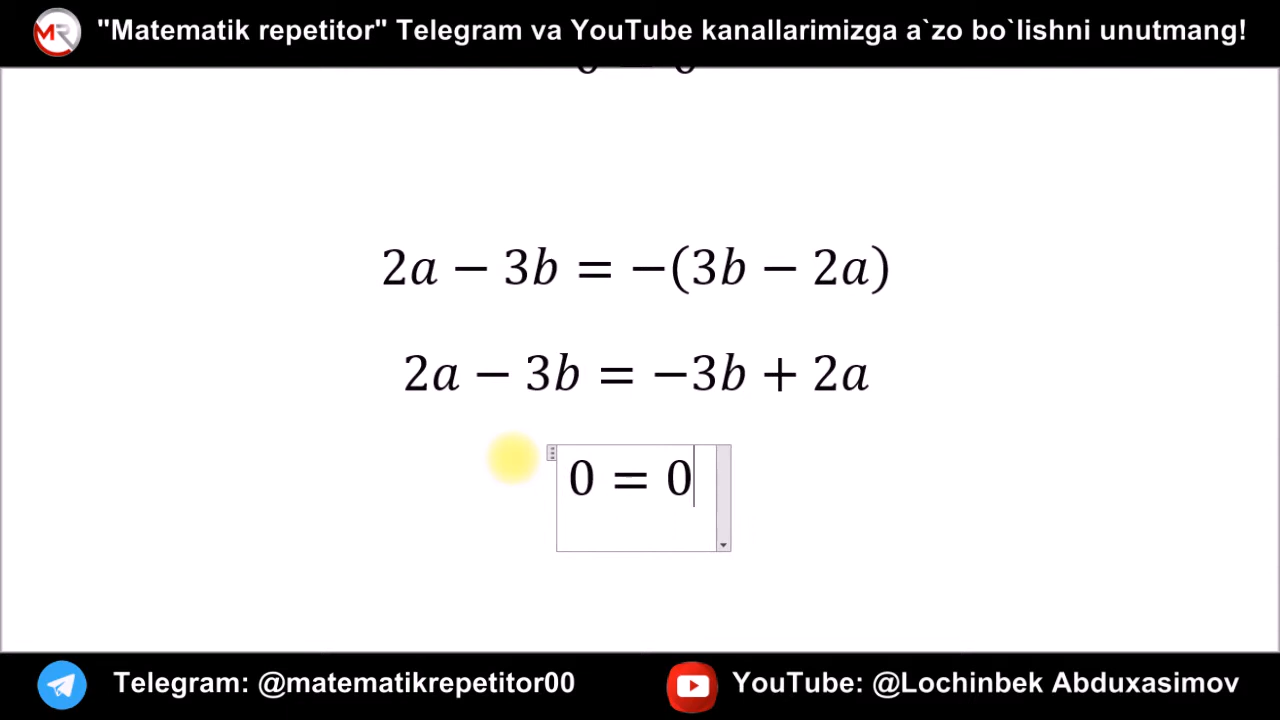 MR "Matematik repetitor" Telegram va YouTube kanallarimizga a`zo bo`lishni unutmang!
2a − 3b = −(3b − 2a)
2a − 3b = −3b + 2a
0 = 0
Telegram: @matematikrepetitor00 YouTube: @Lochinbek Abduxasimov